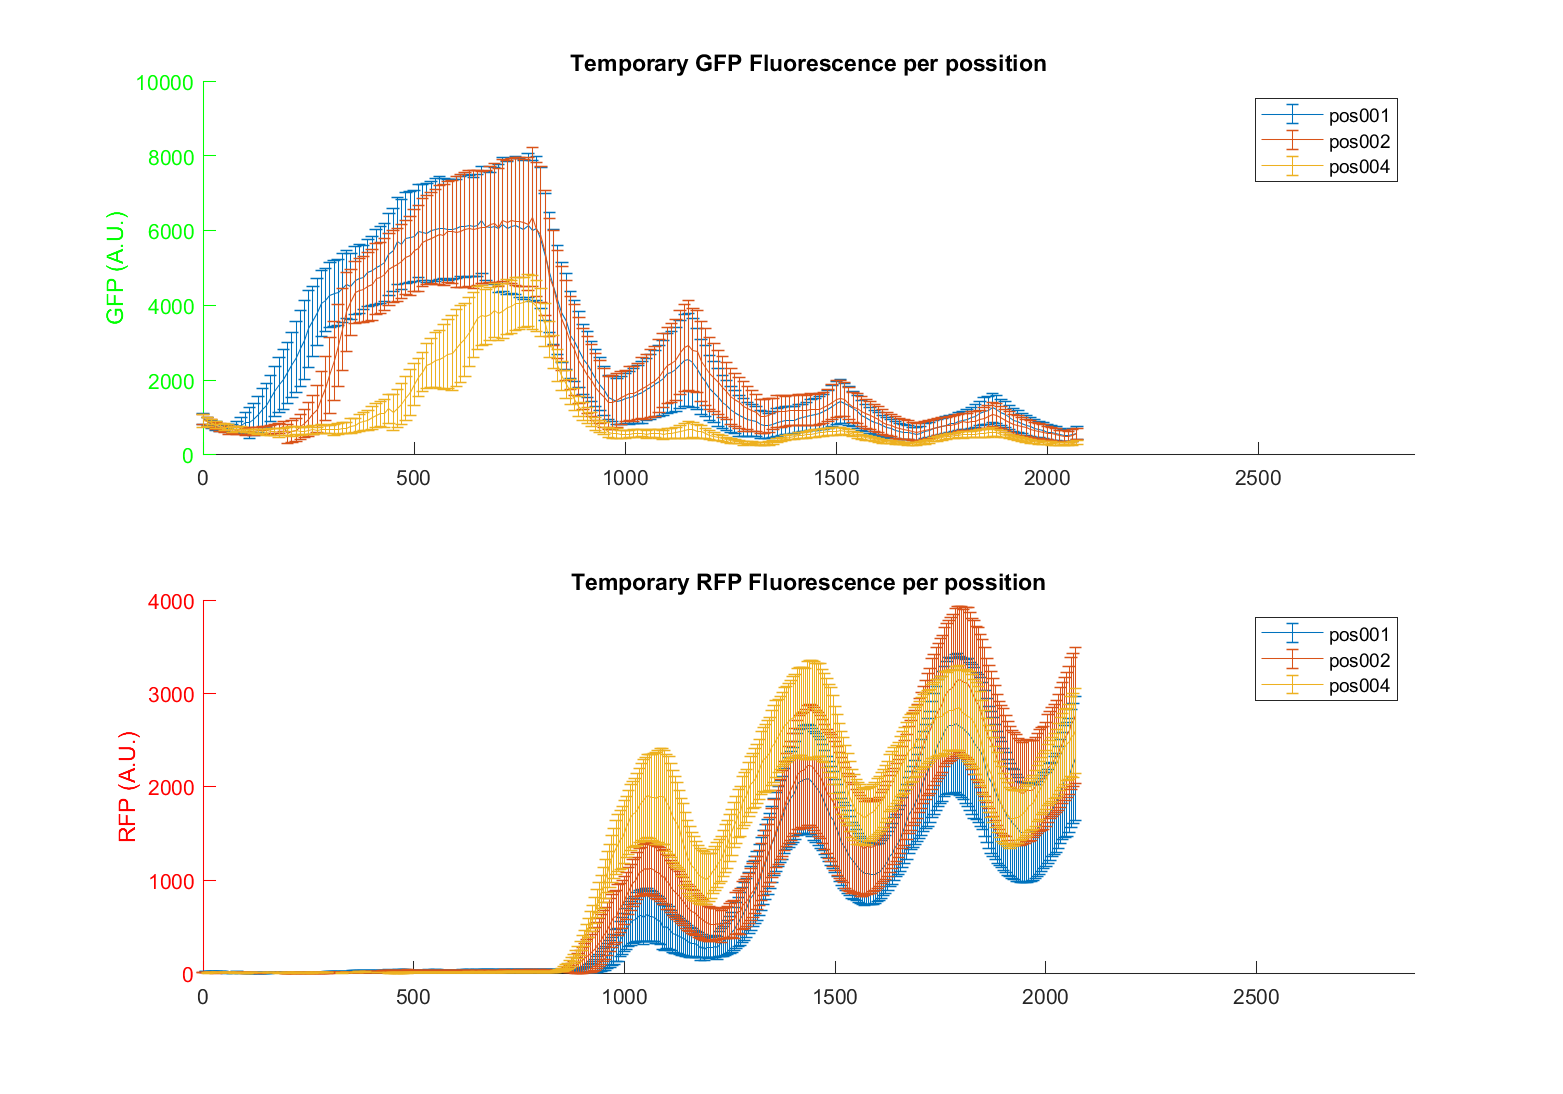 Temporary GFP Fluorescence per possition
10000
8000
6000
4000
2000
0
GFP (A.U.)
0 500 1000 1500 2000 2500
pos001
pos002
pos004
Temporary RFP Fluorescence per possition
4000
3000
2000
1000
0
RFP (A.U.)
0 500 1000 1500 2000 2500
pos001
pos002
pos004